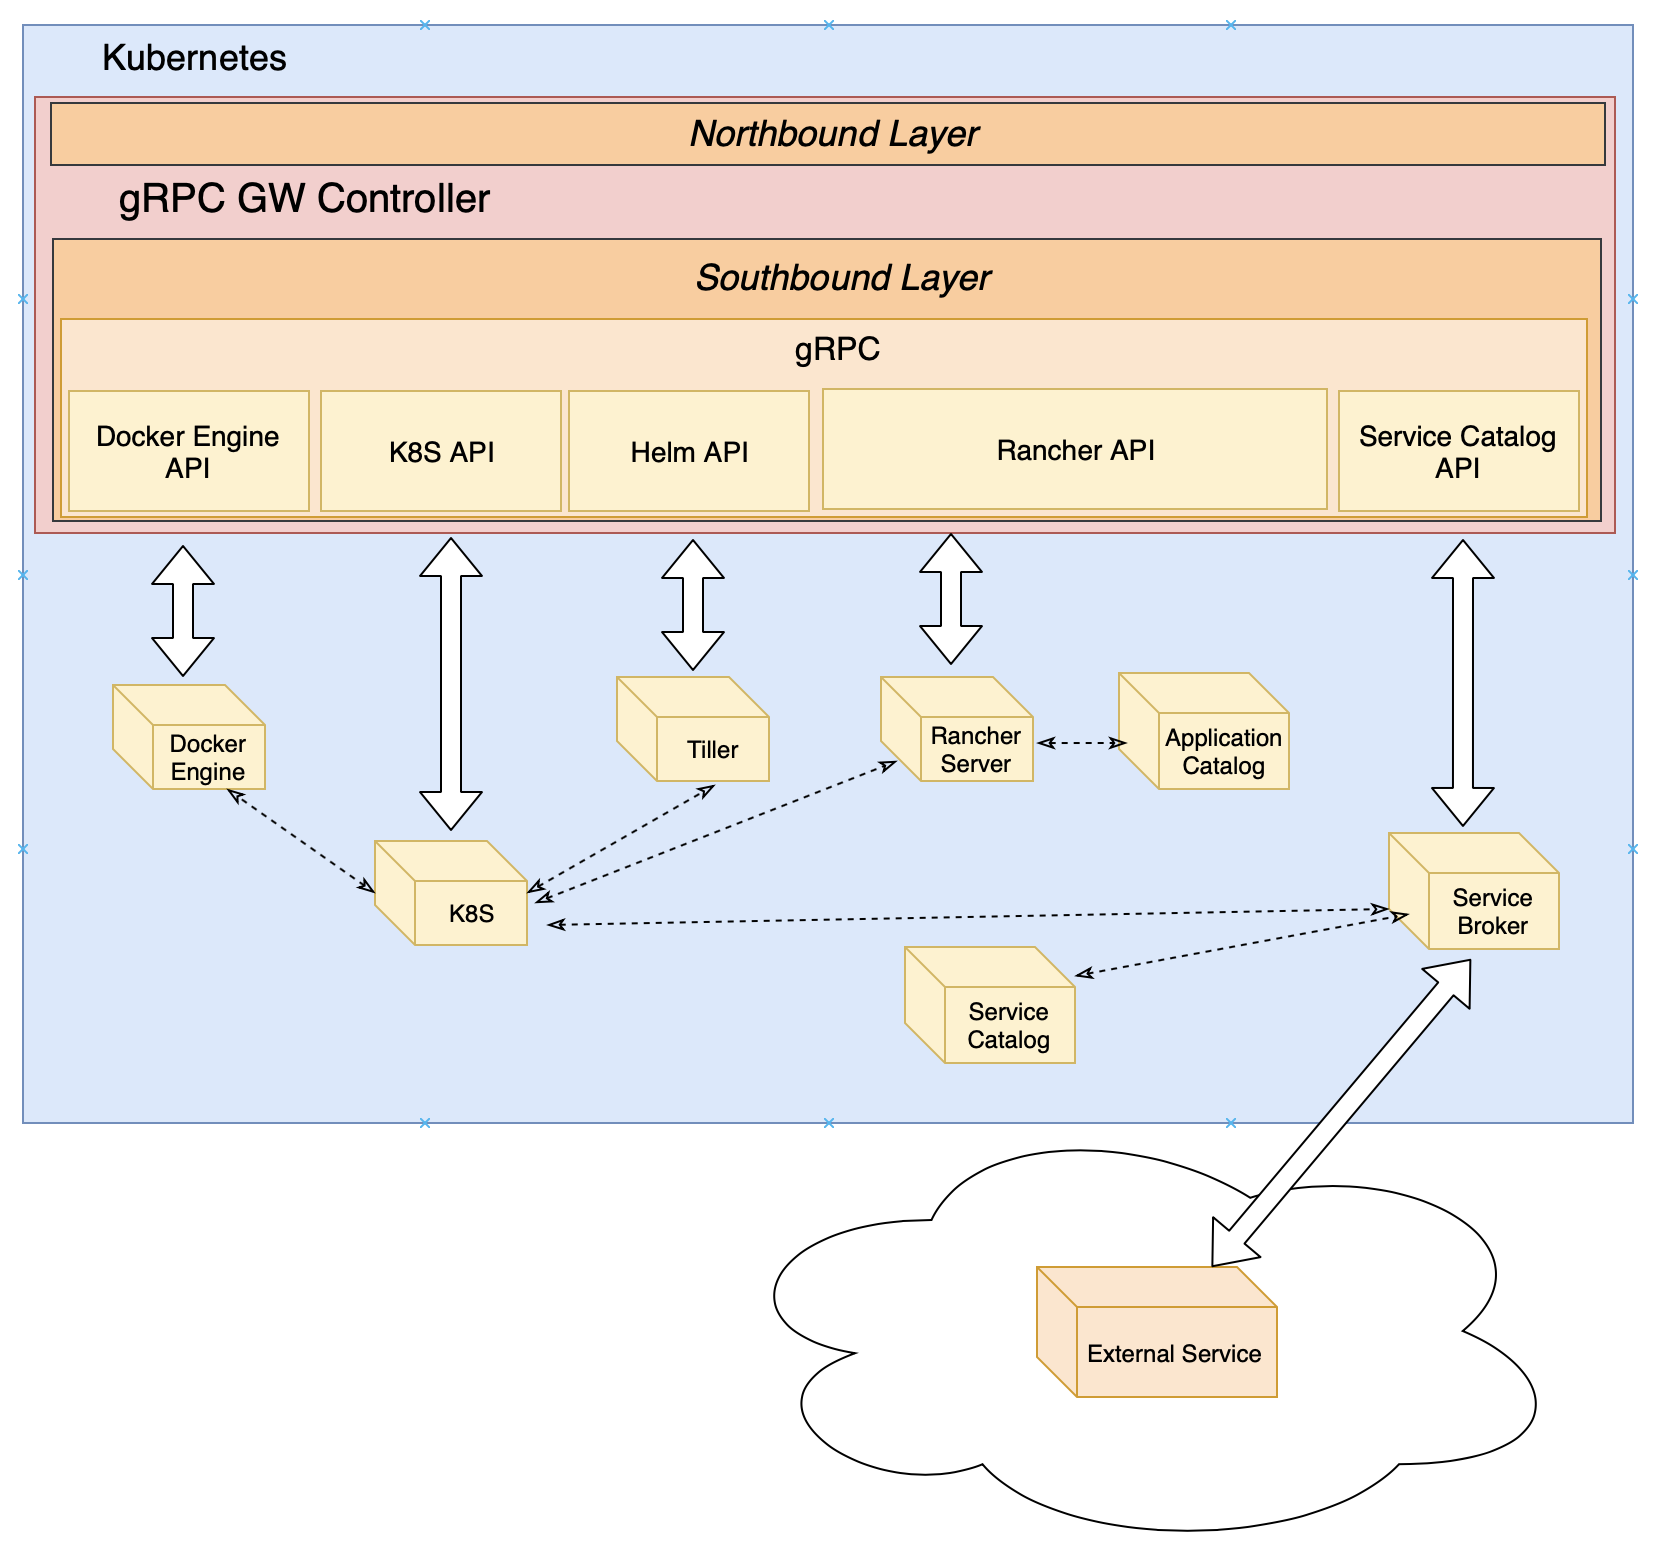 Kubernetes
Northbound Layer
gRPC GW Controller
Southbound Layer
gRPC
Docker Engine
API
K8S API
Helm API
Rancher API
Service Catalog
API
Docker
Engine
Tiller
Rancher
Server
Application
Catalog
K8S
Service
Broker
Service
Catalog
External Service